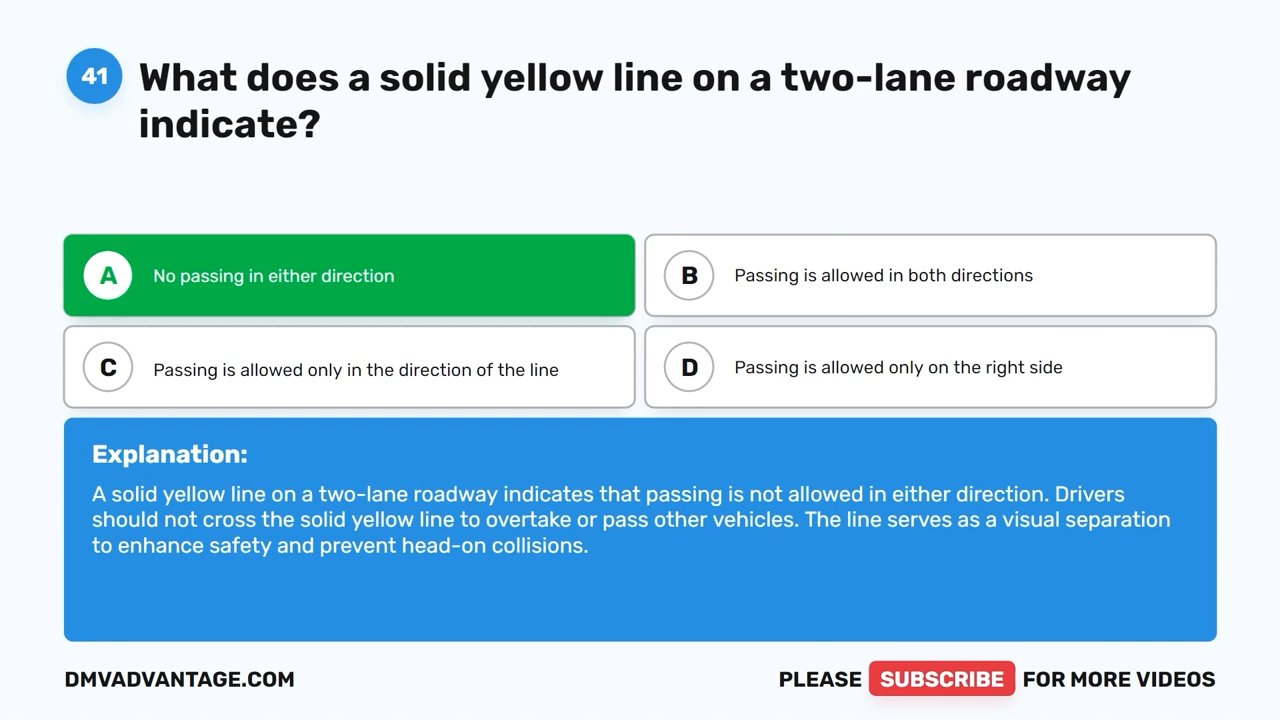 41
What does a solid yellow line on a two-lane roadway
indicate?
A No passing in either direction
B Passing is allowed in both directions
C Passing is allowed only in the direction of the line
D Passing is allowed only on the right side
Explanation:
A solid yellow line on a two-lane roadway indicates that passing is not allowed in either direction. Drivers
should not cross the solid yellow line to overtake or pass other vehicles. The line serves as a visual separation
to enhance safety and prevent head-on collisions.
DMVADVANTAGE.COM
PLEASE SUBSCRIBE FOR MORE VIDEOS